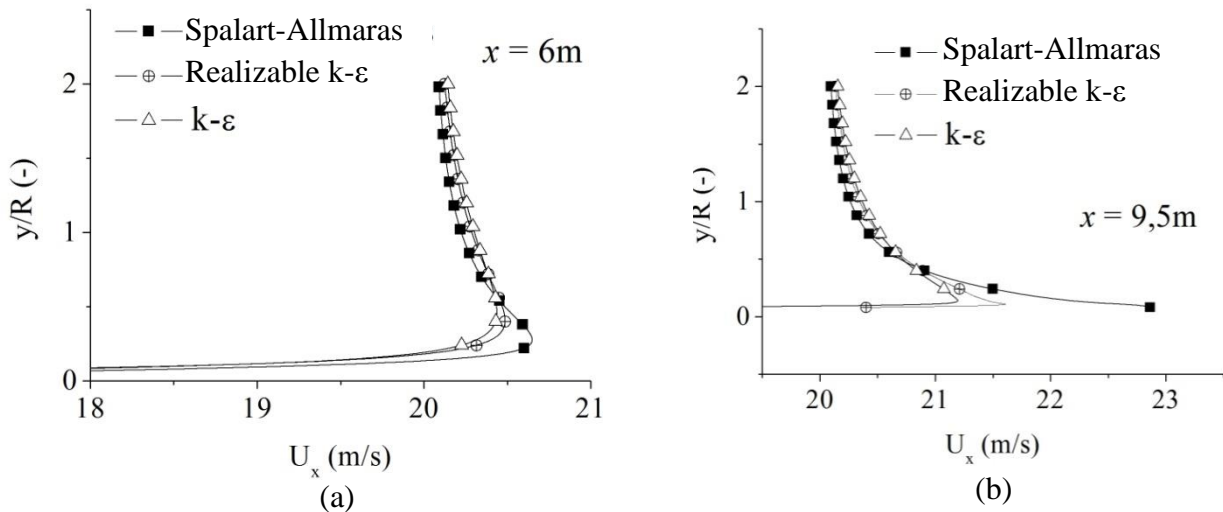 Spalart-Allmaras
Realizable k-ε
k-ε
x = 6m
2
1
0
y/R (-)
18
19
20
21
U_x (m/s)
(a)
Spalart-Allmaras
Realizable k-ε
k-ε
x = 9,5m
2
1
0
y/R (-)
20
21
22
23
U_x (m/s)
(b)